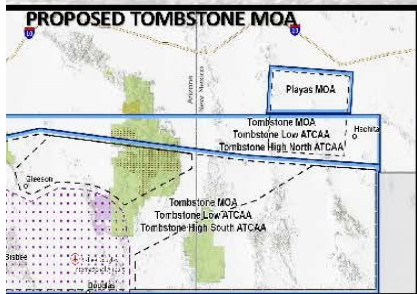 PROPOSED TOMBSTONE MOA
10
10
Arizona
New Mexico
Playas MOA
Tombstone MOA
Tombstone Low ATCAA
Tombstone High North ATCAA
Hachita
Gleeson
Tombstone MOA
Tombstone Low ATCAA
Tombstone High South ATCAA
Bisbee
Douglas